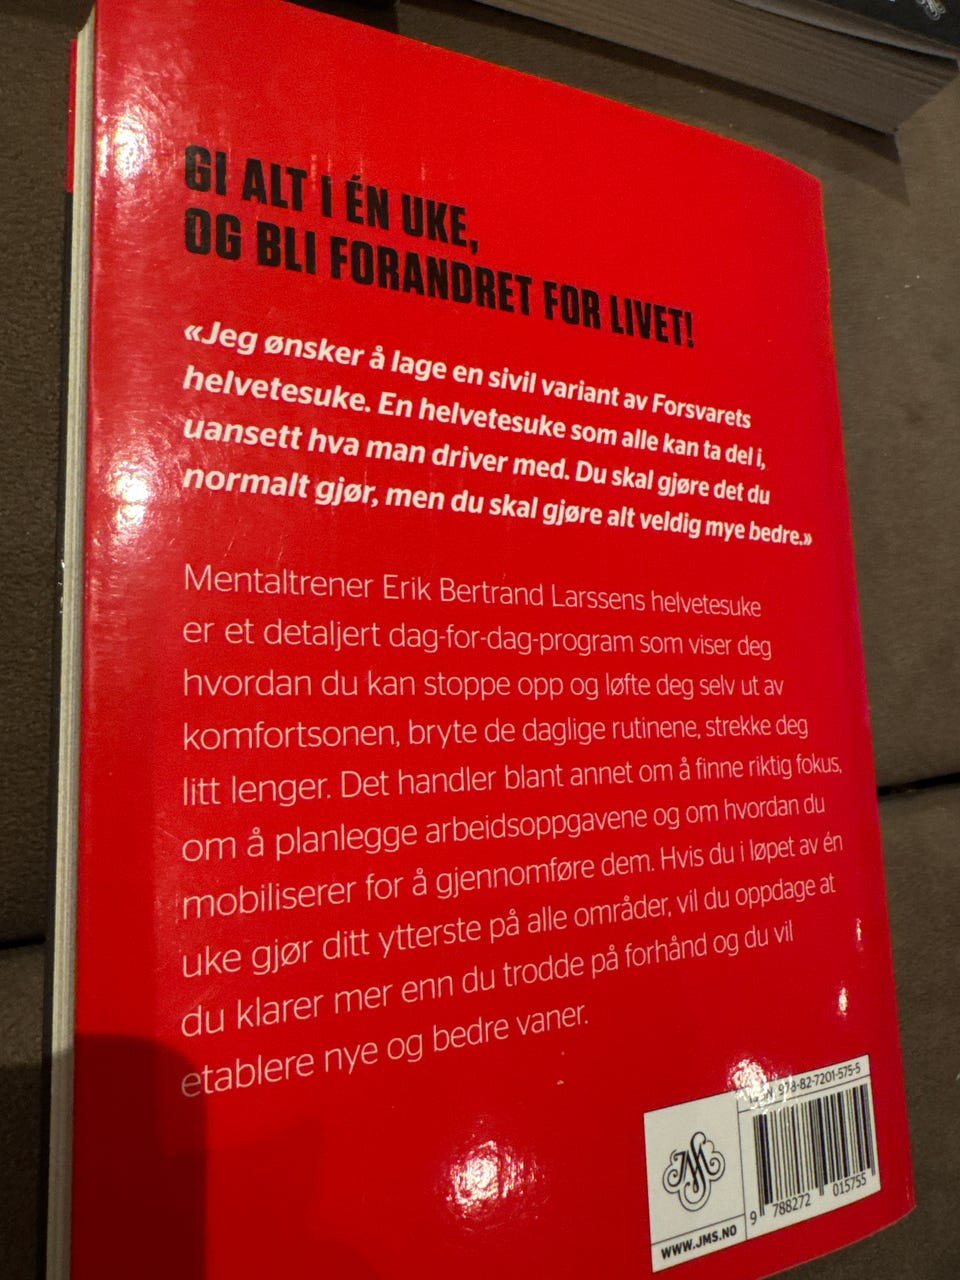 GI ALT I ÉN UKE,
OG BLI FORANDRET FOR LIVET!
«Jeg ønsker å lage en sivil variant av Forsvarets
helvetesuke. En helvetesuke som alle kan ta del i,
uansett hva man driver med. Du skal gjøre det du
normalt gjør, men du skal gjøre alt veldig mye bedre.»
Mentaltrener Erik Bertrand Larssens helvetesuke
er et detaljert dag-for-dag-program som viser deg
hvordan du kan stoppe opp og løfte deg selv ut av
komfortsonen, bryte de daglige rutinene, strekke deg
litt lenger. Det handler blant annet om å finne riktig fokus,
om å planlegge arbeidsoppgavene og om hvordan du
mobiliserer for å gjennomføre dem. Hvis du i løpet av én
uke gjør ditt ytterste på alle områder, vil du oppdage at
du klarer mer enn du trodde på forhånd og du vil
etablere nye og bedre vaner.
ISBN 978-82-7201-575-5
JMS
9 788272 015755
WWW.JMS.NO